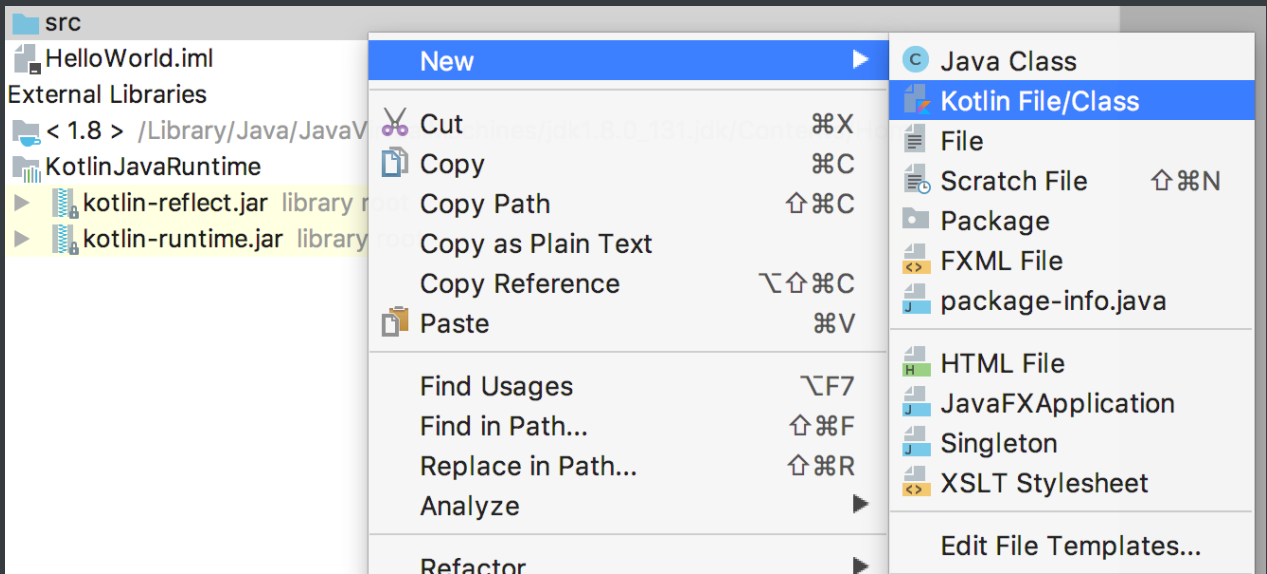 src
HelloWorld.iml
External Libraries
< 1.8 > /Library/Java/JavaV
KotlinJavaRuntime
kotlin-reflect.jar library r
kotlin-runtime.jar library
New
Cut ⌘X
Copy ⌘C
Copy Path ⇧⌘C
Copy as Plain Text
Copy Reference ⌥⇧⌘C
Paste ⌘V
Find Usages ⌥F7
Find in Path... ⇧⌘F
Replace in Path... ⇧⌘R
Analyze
Refactor
Java Class
Kotlin File/Class
File
Scratch File ⇧⌘N
Package
FXML File
package-info.java
HTML File
JavaFXApplication
Singleton
XSLT Stylesheet
Edit File Templates...